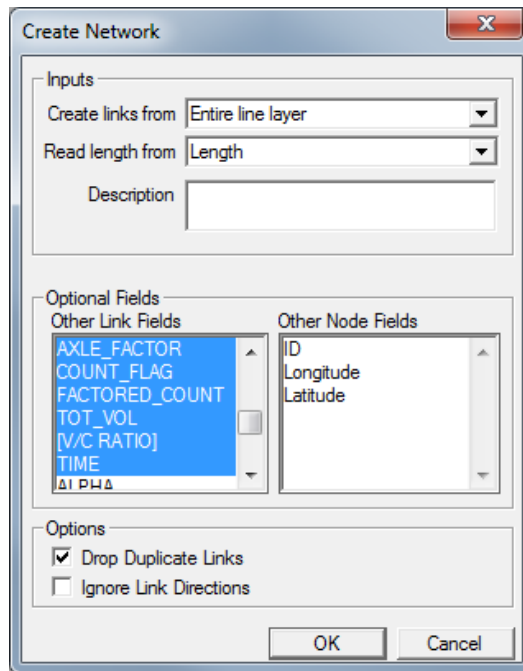 Create Network
Inputs
Create links from Entire line layer
Read length from Length
Description
Optional Fields
Other Link Fields Other Node Fields
AXLE_FACTOR ID
COUNT_FLAG Longitude
FACTORED_COUNT Latitude
TOT_VOL
[V/C RATIO]
TIME
ALPHA
Options
Drop Duplicate Links
Ignore Link Directions
OK Cancel